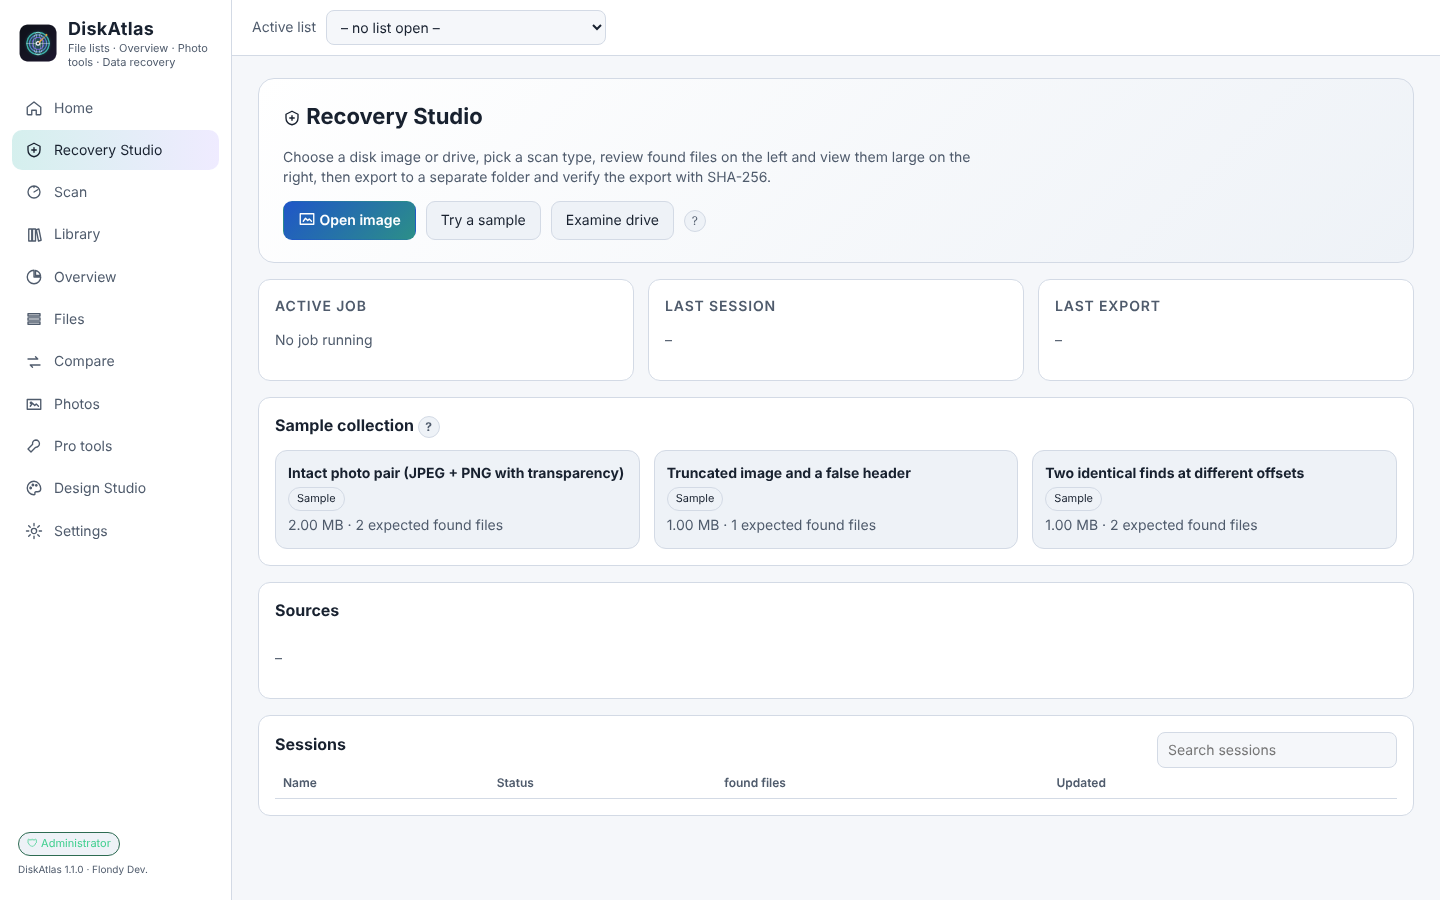 DiskAtlas
File lists · Overview · Photo
tools · Data recovery
Home
Recovery Studio
Scan
Library
Overview
Files
Compare
Photos
Pro tools
Design Studio
Settings
Administrator
DiskAtlas 1.1.0 · Flondy Dev.
Active list
– no list open –
Recovery Studio
Choose a disk image or drive, pick a scan type, review found files on the left and view them large on the
right, then export to a separate folder and verify the export with SHA-256.
Open image
Try a sample
Examine drive
?
ACTIVE JOB
No job running
LAST SESSION
–
LAST EXPORT
–
Sample collection ?
Intact photo pair (JPEG + PNG with transparency)
Sample
2.00 MB · 2 expected found files
Truncated image and a false header
Sample
1.00 MB · 1 expected found files
Two identical finds at different offsets
Sample
1.00 MB · 2 expected found files
Sources
–
Sessions
Search sessions
Name Status found files Updated